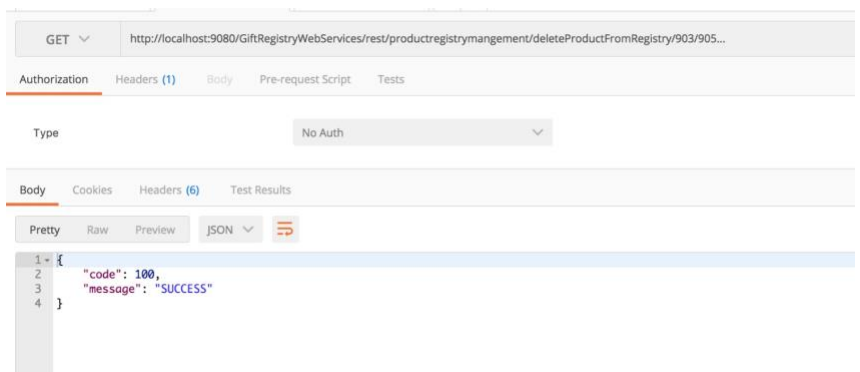 GET http://localhost:9080/GiftRegistryWebServices/rest/productregistrymangement/deleteProductFromRegistry/903/905...
Authorization Headers (1) Body Pre-request Script Tests
Type No Auth
Body Cookies Headers (6) Test Results
Pretty Raw Preview JSON
1 {
2 "code": 100,
3 "message": "SUCCESS"
4 }